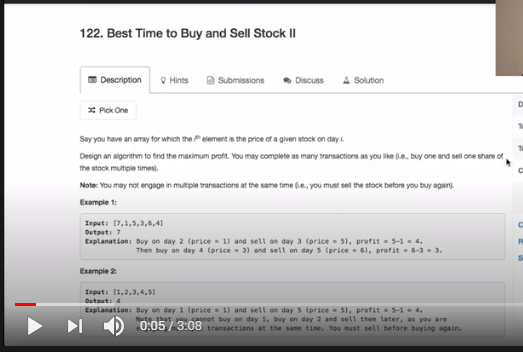 122. Best Time to Buy and Sell Stock II
Description Hints Submissions Discuss Solution
Pick One
Say you have an array for which the ith element is the price of a given stock on day i.
Design an algorithm to find the maximum profit. You may complete as many transactions as you like (i.e., buy one and sell one share of
the stock multiple times).
Note: You may not engage in multiple transactions at the same time (i.e., you must sell the stock before you buy again).
Example 1:
Input: [7,1,5,3,6,4]
Output: 7
Explanation: Buy on day 2 (price = 1) and sell on day 3 (price = 5), profit = 5-1 = 4.
Then buy on day 4 (price = 3) and sell on day 5 (price = 6), profit = 6-3 = 3.
Example 2:
Input: [1,2,3,4,5]
Output: 4
Explanation: Buy on day 1 (price = 1) and sell on day 5 (price = 5), profit = 5-1 = 4.
Note that you cannot buy on day 1, buy on day 2 and sell them later, as you are
transactions at the same time. You must sell before buying again.
0:05 / 3:08